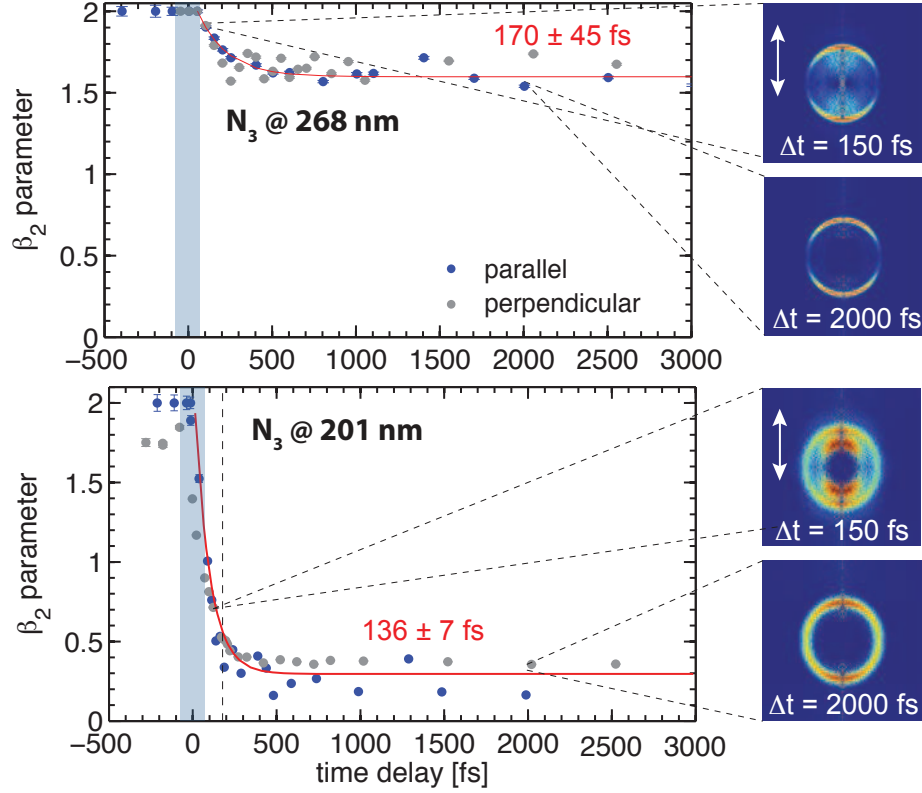 2
1.5
1
0.5
0
β₂ parameter
170 ± 45 fs
N₃ @ 268 nm
parallel
perpendicular
−500
0
500
1000
1500
2000
2500
3000
Δt = 150 fs
Δt = 2000 fs
2
1.5
1
0.5
0
β₂ parameter
N₃ @ 201 nm
136 ± 7 fs
−500
0
500
1000
1500
2000
2500
3000
time delay [fs]
Δt = 150 fs
Δt = 2000 fs